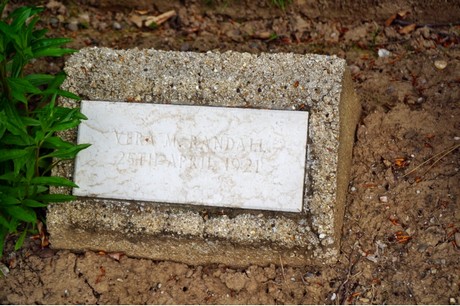 VERA M. RANDALL
25TH APRIL 1921